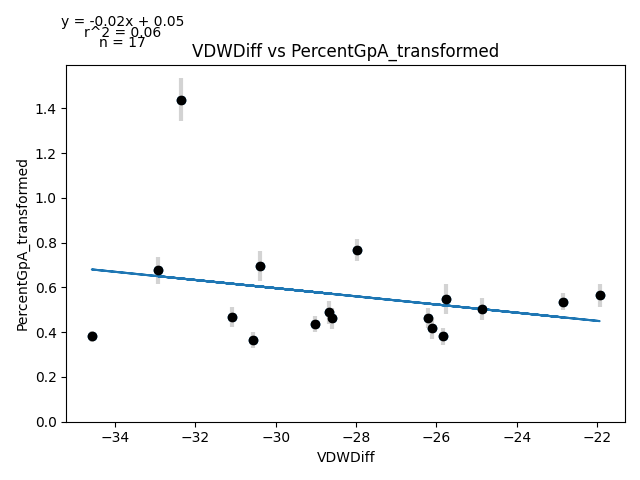 y = -0.02x + 0.05
r^2 = 0.06
n = 17
VDWDiff vs PercentGpA_transformed
PercentGpA_transformed
1.4
1.2
1.0
0.8
0.6
0.4
0.2
0.0
−34 −32 −30 −28 −26 −24 −22
VDWDiff